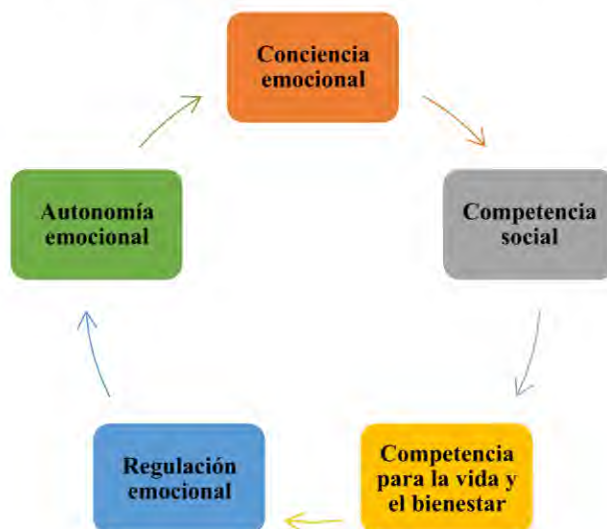 Conciencia
emocional
Competencia
social
Competencia
para la vida y
el bienestar
Regulación
emocional
Autonomía
emocional